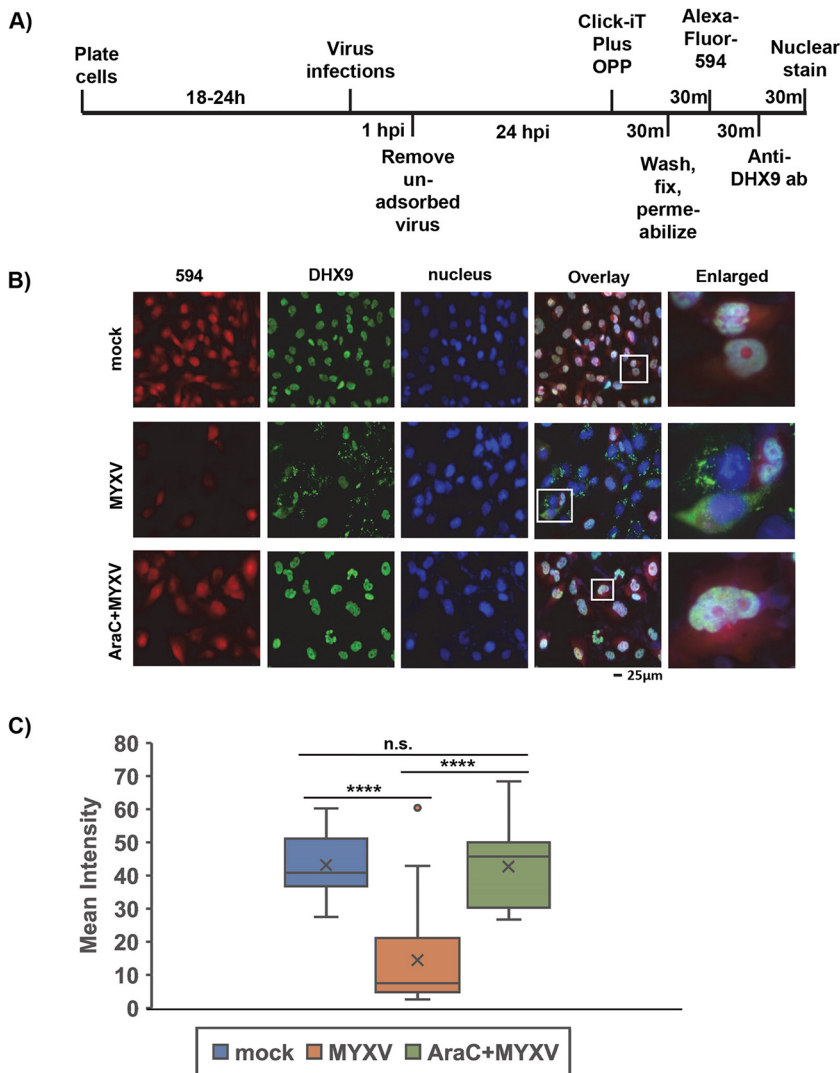 A)
Plate
cells
18-24h
Virus
infections
1 hpi
Remove
un-
adsorbed
virus
24 hpi
Click-iT
Plus
OPP
30m
Wash,
fix,
perme-
abilize
30m
Alexa-
Fluor-
594
30m
Anti-
DHX9 ab
30m
Nuclear
stain
B)
594 DHX9 nucleus Overlay Enlarged
mock
MYXV
AraC+MYXV
25µm
C)
Mean Intensity
80
70
60
50
40
30
20
10
0
n.s.
****
****
mock MYXV AraC+MYXV